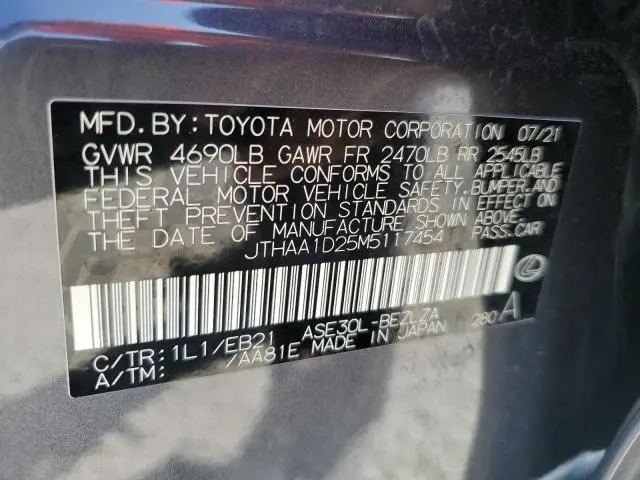 MFD. BY: TOYOTA MOTOR CORPORATION 07/21
GVWR 4690LB GAWR FR 2470LB RR 2545LB
THIS VEHICLE CONFORMS TO ALL APPLICABLE
FEDERAL MOTOR VEHICLE SAFETY, BUMPER, AND
THEFT PREVENTION STANDARDS IN EFFECT ON
THE DATE OF MANUFACTURE SHOWN ABOVE.
JTHAA1D25M5117454 PASS.CAR
C/TR: 1L1/EB21 ASE30L-BEZLZA 280 A
A/TM: /AA81E MADE IN JAPAN